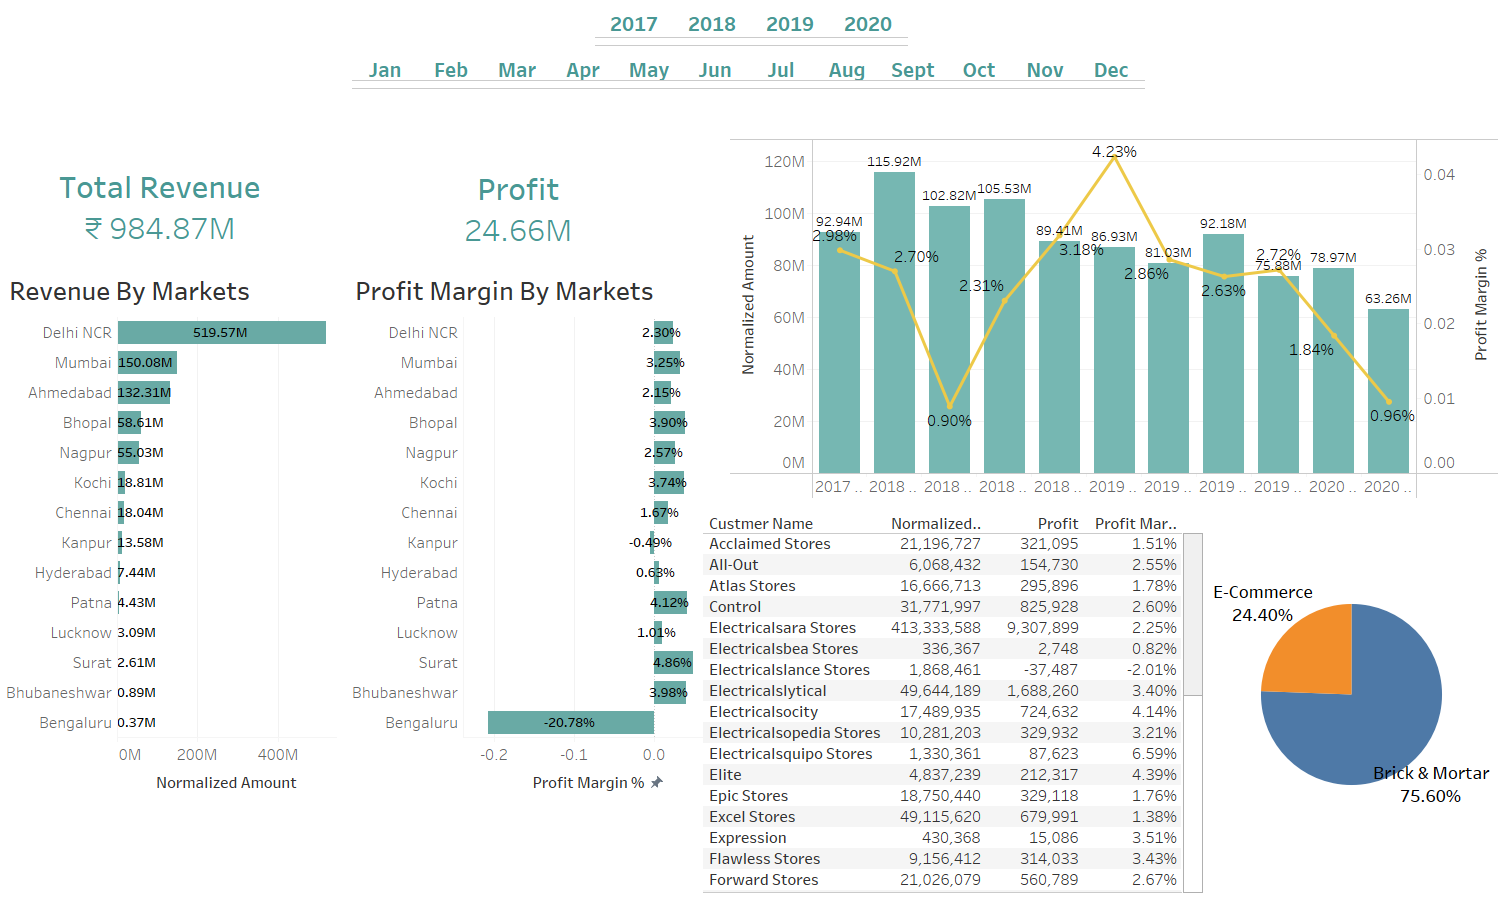 2017 2018 2019 2020
Jan Feb Mar Apr May Jun Jul Aug Sept Oct Nov Dec
Total Revenue
₹ 984.87M
Profit
24.66M
Revenue By Markets
Delhi NCR 519.57M
Mumbai 150.08M
Ahmedabad 132.31M
Bhopal 58.61M
Nagpur 55.03M
Kochi 18.81M
Chennai 18.04M
Kanpur 13.58M
Hyderabad 7.44M
Patna 4.43M
Lucknow 3.09M
Surat 2.61M
Bhubaneshwar 0.89M
Bengaluru 0.37M
0M 200M 400M
Normalized Amount
Profit Margin By Markets
Delhi NCR 2.30%
Mumbai 3.25%
Ahmedabad 2.15%
Bhopal 3.90%
Nagpur 2.57%
Kochi 3.74%
Chennai 1.67%
Kanpur -0.49%
Hyderabad 0.63%
Patna 4.12%
Lucknow 1.01%
Surat 4.86%
Bhubaneshwar 3.98%
Bengaluru -20.78%
-0.2 -0.1 0.0
Profit Margin %
Normalized Amount
120M
100M
80M
60M
40M
20M
0M
92.94M 115.92M 102.82M 105.53M 89.41M 86.93M 81.03M 92.18M 75.88M 78.97M 63.26M
2.98% 2.70% 0.90% 2.31% 3.18% 4.23% 2.86% 2.63% 2.72% 1.84% 0.96%
2017 .. 2018 .. 2018 .. 2018 .. 2018 .. 2019 .. 2019 .. 2019 .. 2019 .. 2020 .. 2020 ..
0.04
0.03
0.02
0.01
0.00
Profit Margin %
Custmer Name Normalized.. Profit Profit Mar..
Acclaimed Stores 21,196,727 321,095 1.51%
All-Out 6,068,432 154,730 2.55%
Atlas Stores 16,666,713 295,896 1.78%
Control 31,771,997 825,928 2.60%
Electricalsara Stores 413,333,588 9,307,899 2.25%
Electricalsbea Stores 336,367 2,748 0.82%
Electricalslance Stores 1,868,461 -37,487 -2.01%
Electricalslytical 49,644,189 1,688,260 3.40%
Electricalsocity 17,489,935 724,632 4.14%
Electricalsopedia Stores 10,281,203 329,932 3.21%
Electricalsquipo Stores 1,330,361 87,623 6.59%
Elite 4,837,239 212,317 4.39%
Epic Stores 18,750,440 329,118 1.76%
Excel Stores 49,115,620 679,991 1.38%
Expression 430,368 15,086 3.51%
Flawless Stores 9,156,412 314,033 3.43%
Forward Stores 21,026,079 560,789 2.67%
E-Commerce
24.40%
Brick & Mortar
75.60%